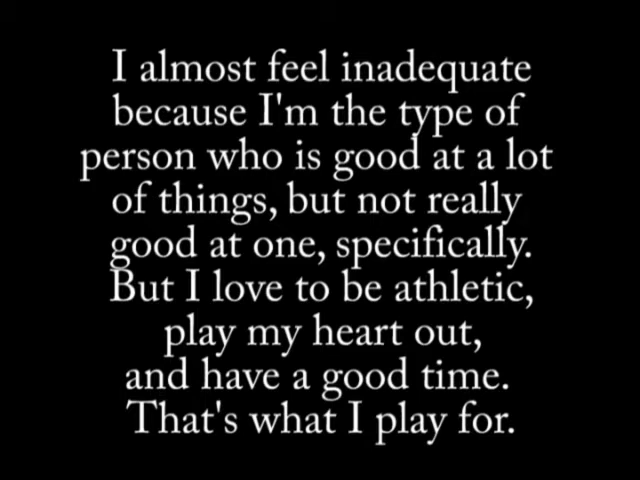 I almost feel inadequate
because I'm the type of
person who is good at a lot
of things, but not really
good at one, specifically.
But I love to be athletic,
play my heart out,
and have a good time.
That's what I play for.